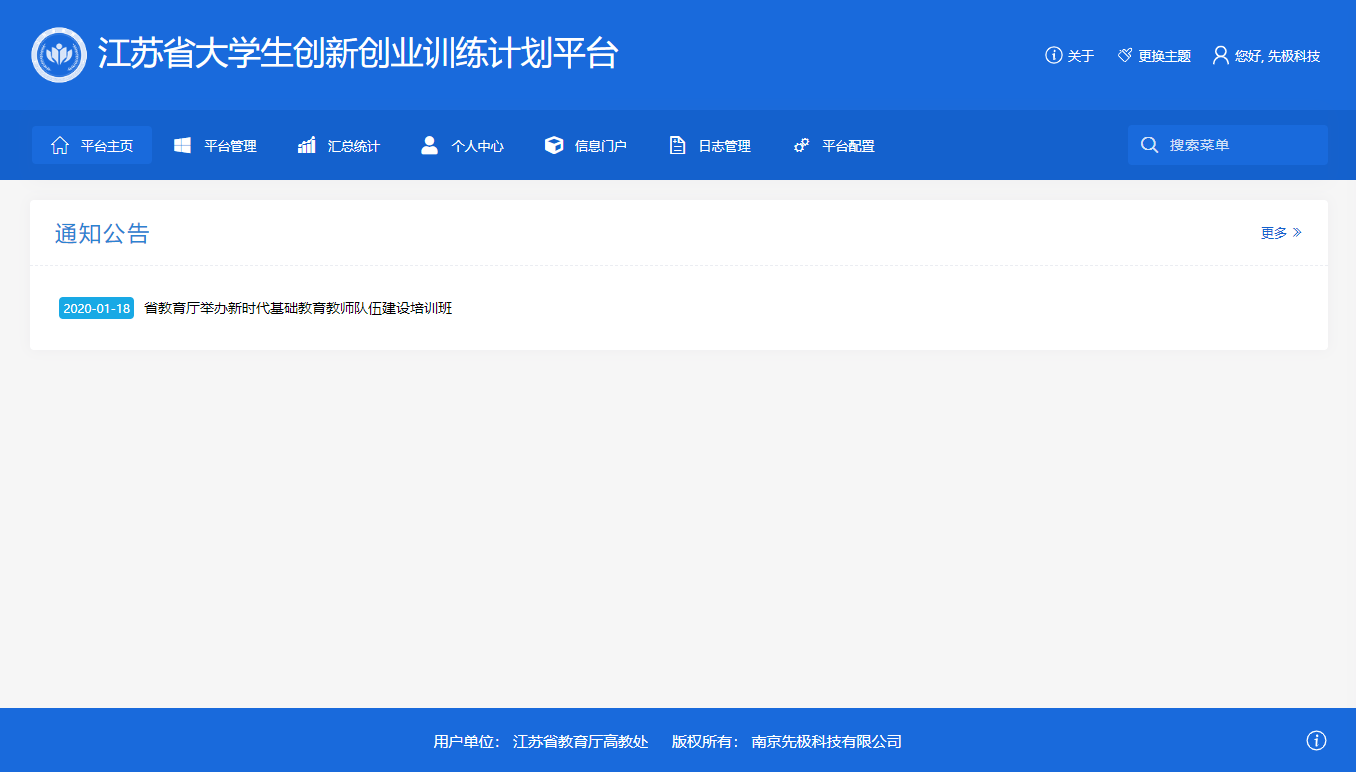 江苏省大学生创新创业训练计划平台
关于 更换主题 您好, 先极科技
平台主页 平台管理 汇总统计 个人中心 信息门户 日志管理 平台配置 搜索菜单
通知公告 更多
2020-01-18 省教育厅举办新时代基础教育教师队伍建设培训班
用户单位： 江苏省教育厅高教处 版权所有： 南京先极科技有限公司